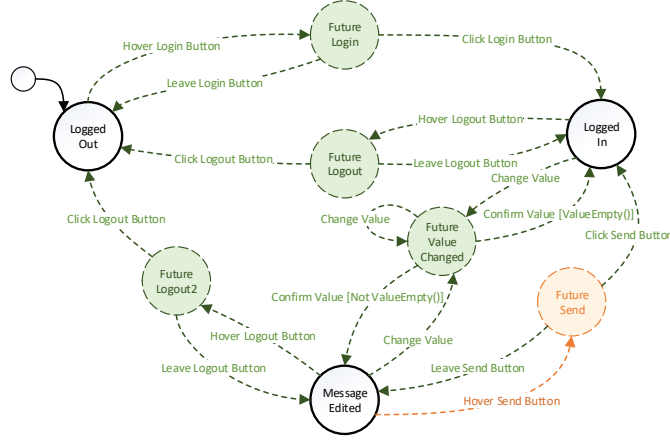 Future
Login
Hover Login Button
Click Login Button
Leave Login Button
Logged
Out
Hover Logout Button
Logged
In
Click Logout Button
Future
Logout
Leave Logout Button
Change Value
Click Logout Button
Change Value
Future
Value
Changed
Confirm Value [ValueEmpty()]
Click Send Button
Future
Logout2
Confirm Value [Not ValueEmpty()]
Future
Send
Hover Logout Button
Change Value
Leave Logout Button
Leave Send Button
Message
Edited
Hover Send Button